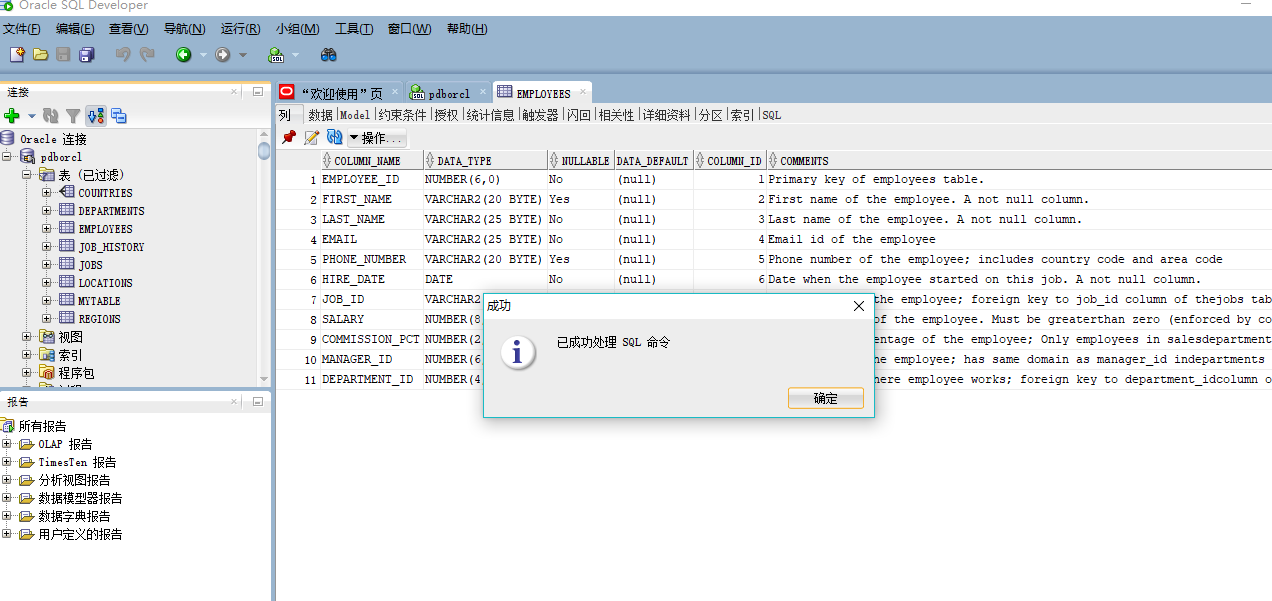 Oracle SQL Developer
文件(F) 编辑(E) 查看(V) 导航(N) 运行(R) 小组(M) 工具(T) 窗口(W) 帮助(H)
连接
Oracle 连接
pdborcl
表 (已过滤)
COUNTRIES
DEPARTMENTS
EMPLOYEES
JOB_HISTORY
JOBS
LOCATIONS
MYTABLE
REGIONS
视图
索引
程序包
报告
所有报告
OLAP 报告
TimesTen 报告
分析视图报告
数据模型器报告
数据字典报告
用户定义的报告
“欢迎使用”页 pdborcl EMPLOYEES
列 数据 Model 约束条件 授权 统计信息 触发器 闪回 相关性 详细资料 分区 索引 SQL
操作...
COLUMN_NAME DATA_TYPE NULLABLE DATA_DEFAULT COLUMN_ID COMMENTS
1 EMPLOYEE_ID NUMBER(6,0) No (null) 1 Primary key of employees table.
2 FIRST_NAME VARCHAR2(20 BYTE) Yes (null) 2 First name of the employee. A not null column.
3 LAST_NAME VARCHAR2(25 BYTE) No (null) 3 Last name of the employee. A not null column.
4 EMAIL VARCHAR2(25 BYTE) No (null) 4 Email id of the employee
5 PHONE_NUMBER VARCHAR2(20 BYTE) Yes (null) 5 Phone number of the employee; includes country code and area code
6 HIRE_DATE DATE No (null) 6 Date when the employee started on this job. A not null column.
7 JOB_ID VARCHAR2 the employee; foreign key to job_id column of thejobs tab
8 SALARY NUMBER(8 of the employee. Must be greaterthan zero (enforced by co
9 COMMISSION_PCT NUMBER(2 entage of the employee; Only employees in salesdepartment
10 MANAGER_ID NUMBER(6 the employee; has same domain as manager_id indepartments
11 DEPARTMENT_ID NUMBER(4 here employee works; foreign key to department_idcolumn o
成功
已成功处理 SQL 命令
确定